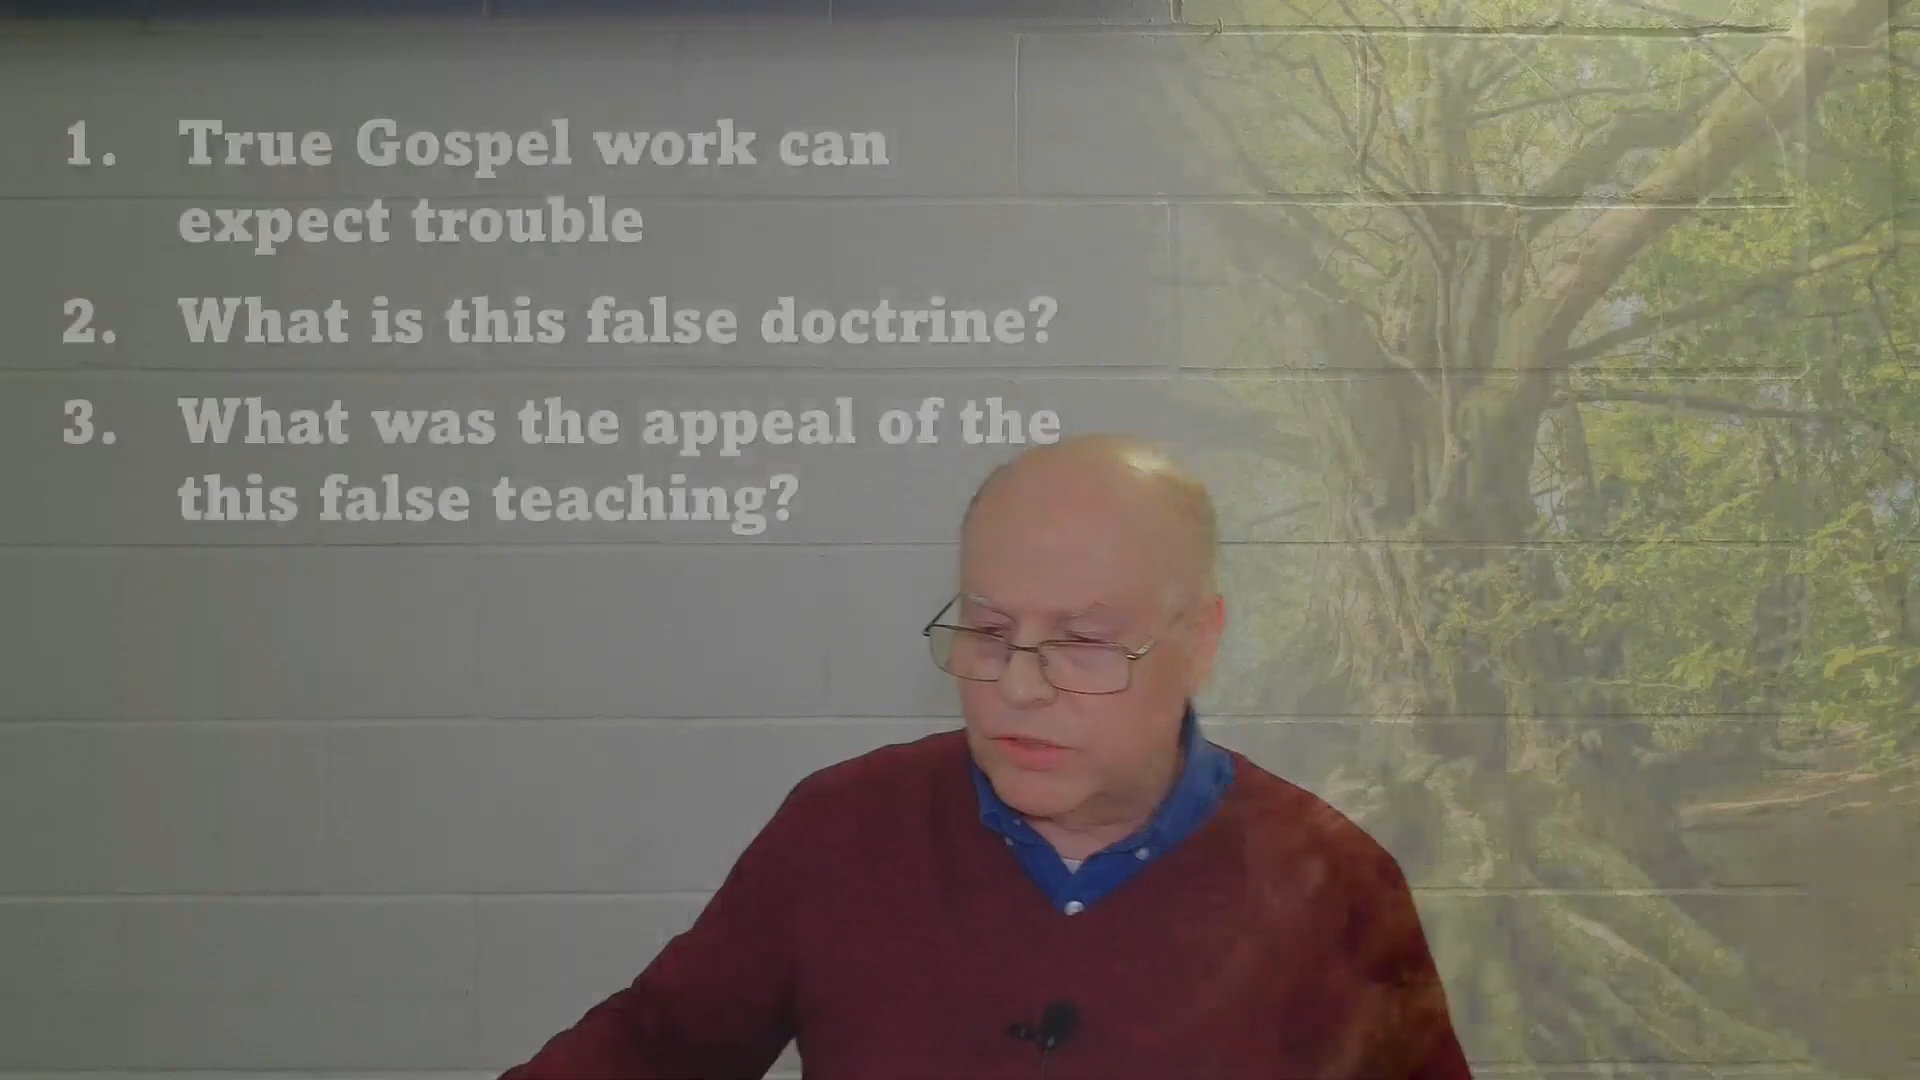 1. True Gospel work can
expect trouble
2. What is this false doctrine?
3. What was the appeal of the
this false teaching?